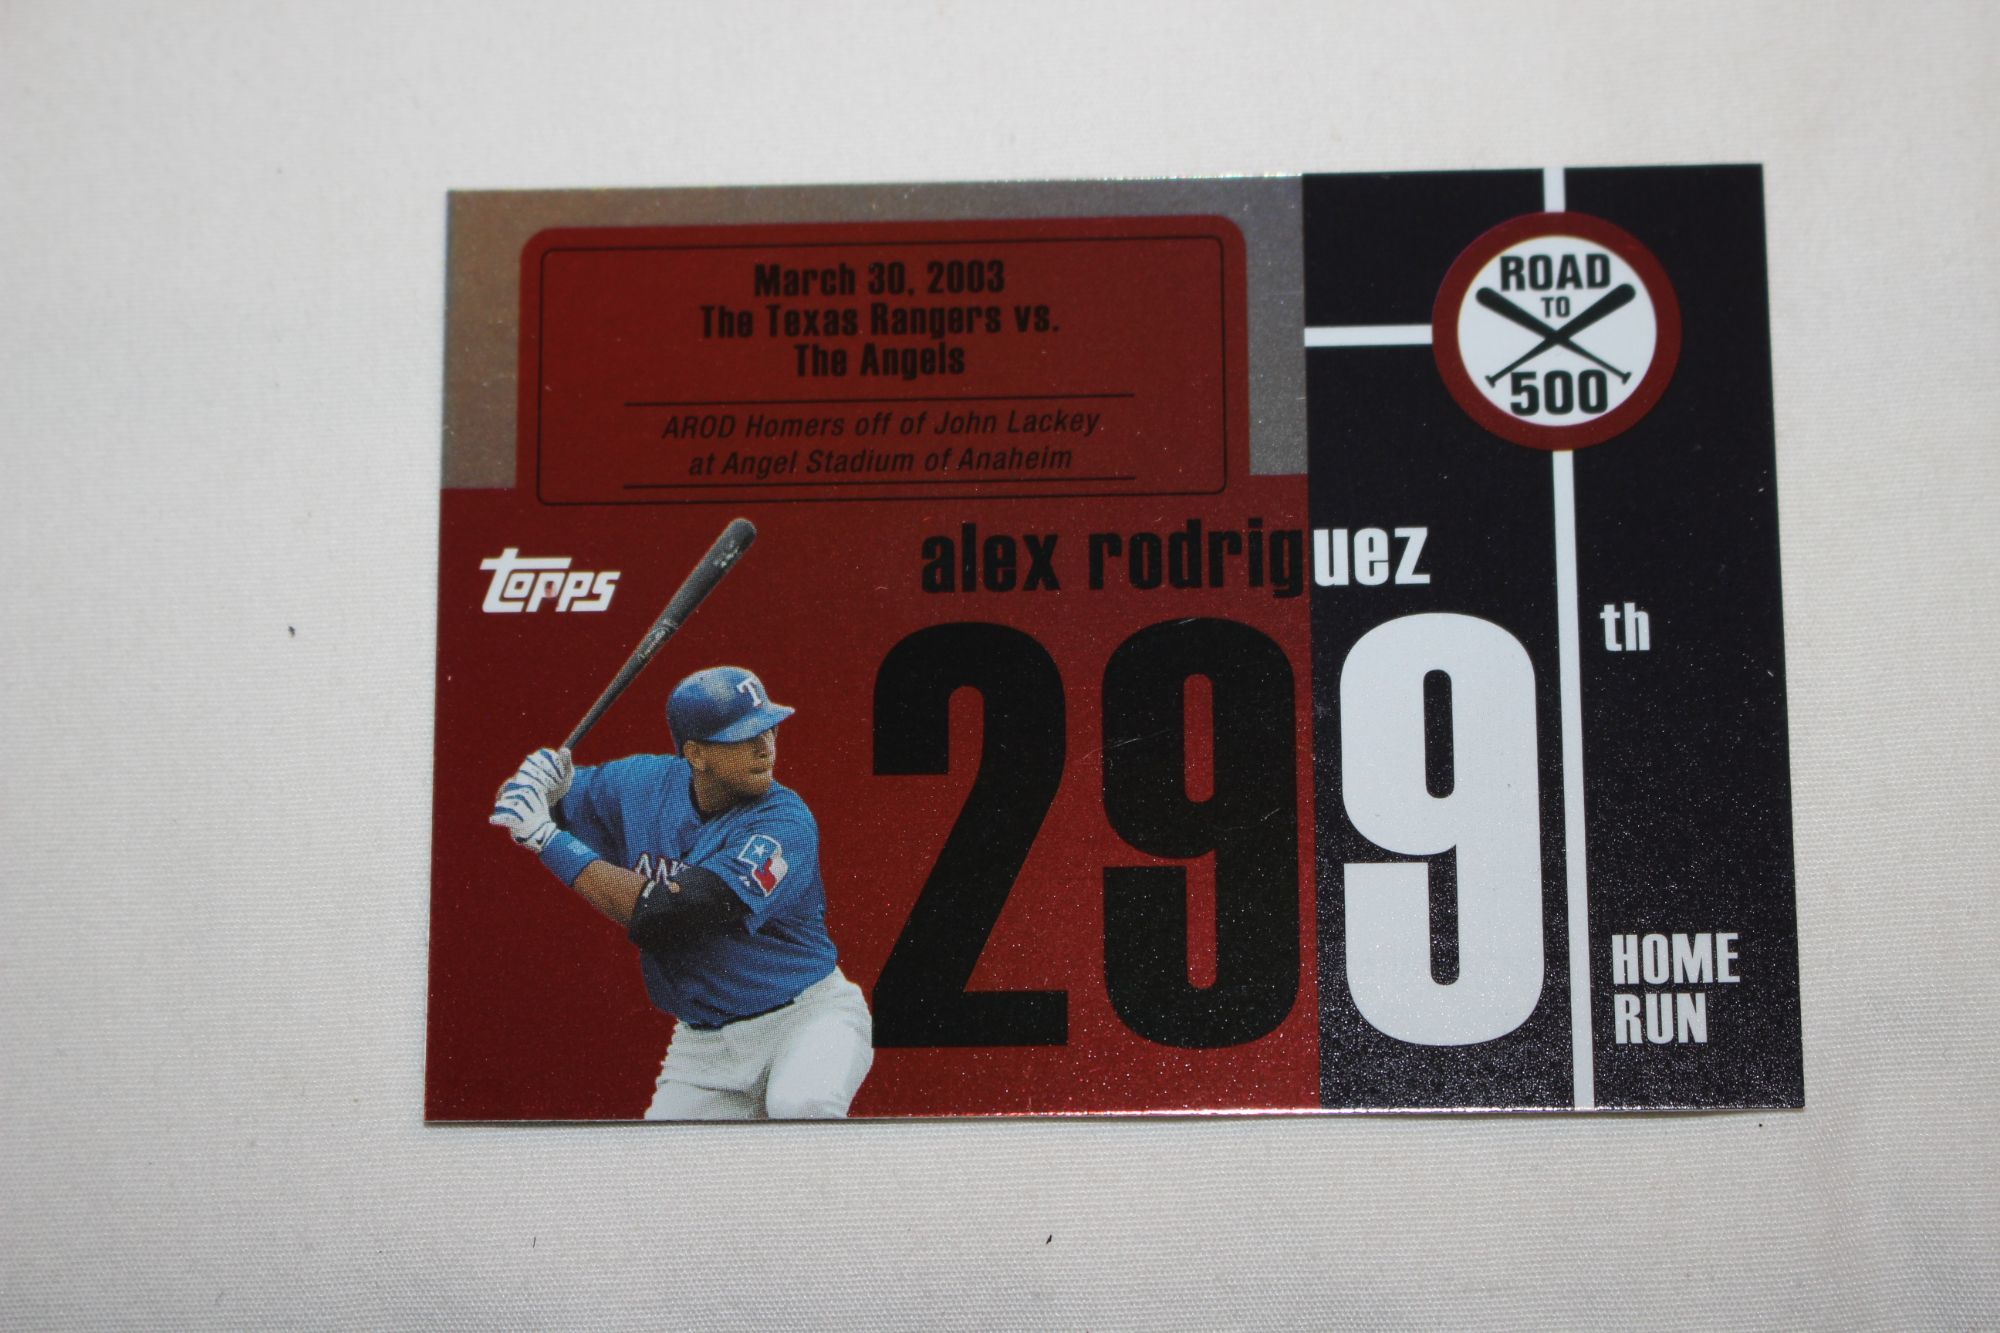 March 30, 2003
The Texas Rangers vs.
The Angels
AROD Homers off of John Lackey
at Angel Stadium of Anaheim
ROAD
TO
500
topps
alex rodriguez
299
th
HOME
RUN
T